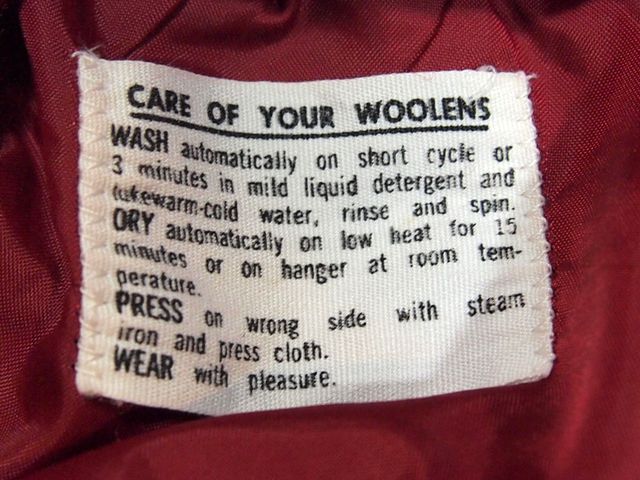 CARE OF YOUR WOOLENS
WASH automatically on short cycle or
3 minutes in mild liquid detergent and
lukewarm-cold water, rinse and spin.
DRY automatically on low heat for 15
minutes or on hanger at room tem-
perature.
PRESS on wrong side with steam
iron and press cloth.
WEAR with pleasure.